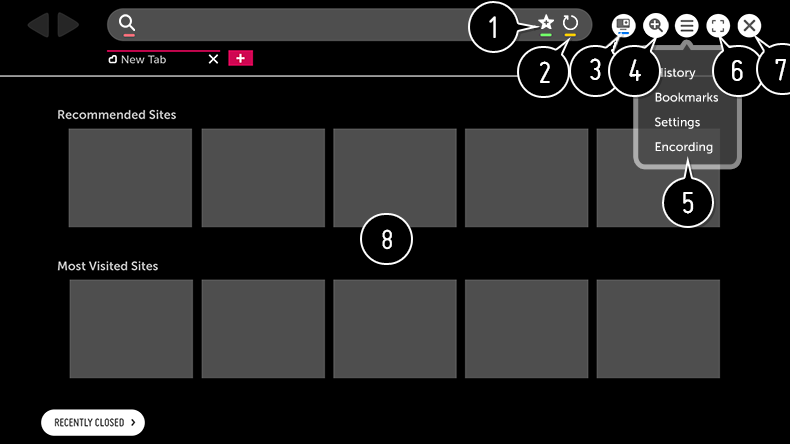 1
New Tab
2
3
4
6
7
History
Bookmarks
Settings
Encording
5
Recommended Sites
8
Most Visited Sites
RECENTLY CLOSED